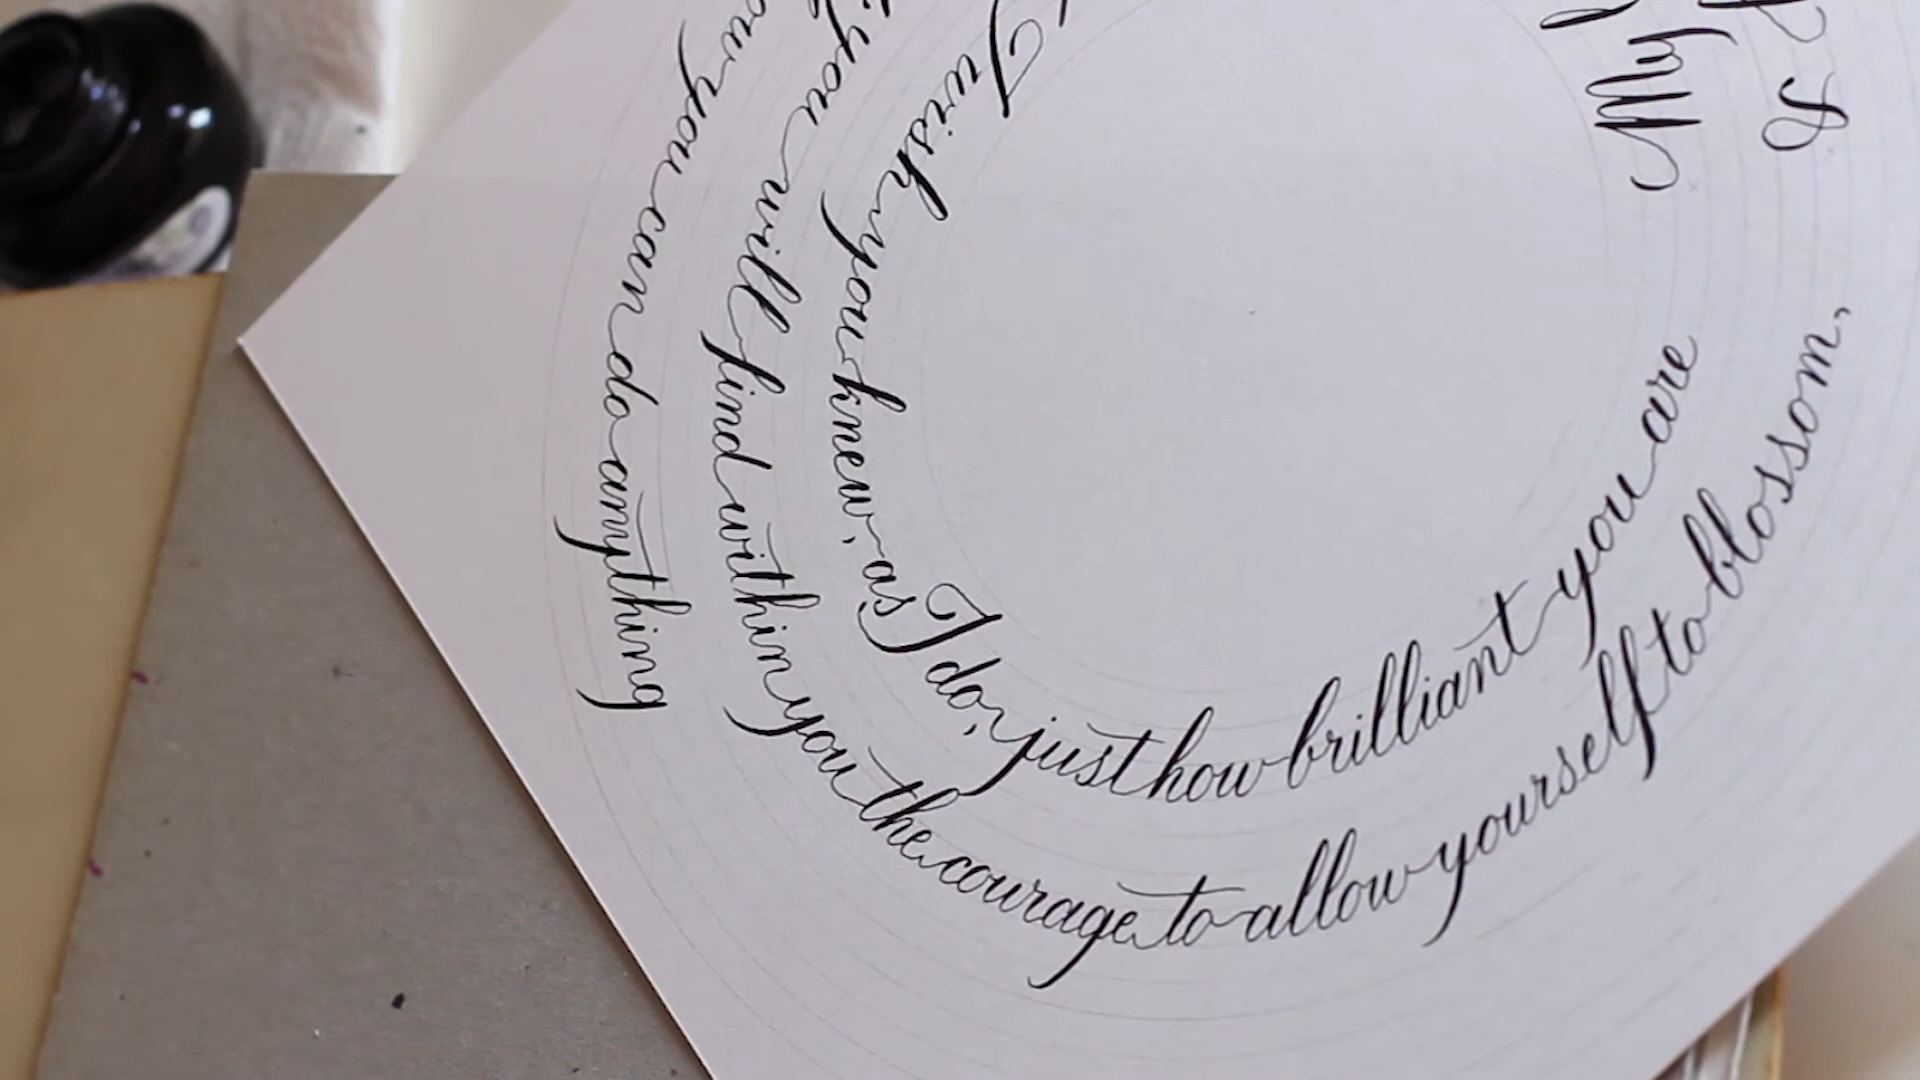 My
I wish you knew, as I do, just how brilliant you are
you will find within you the courage to allow yourself to blossom,
you can do anything